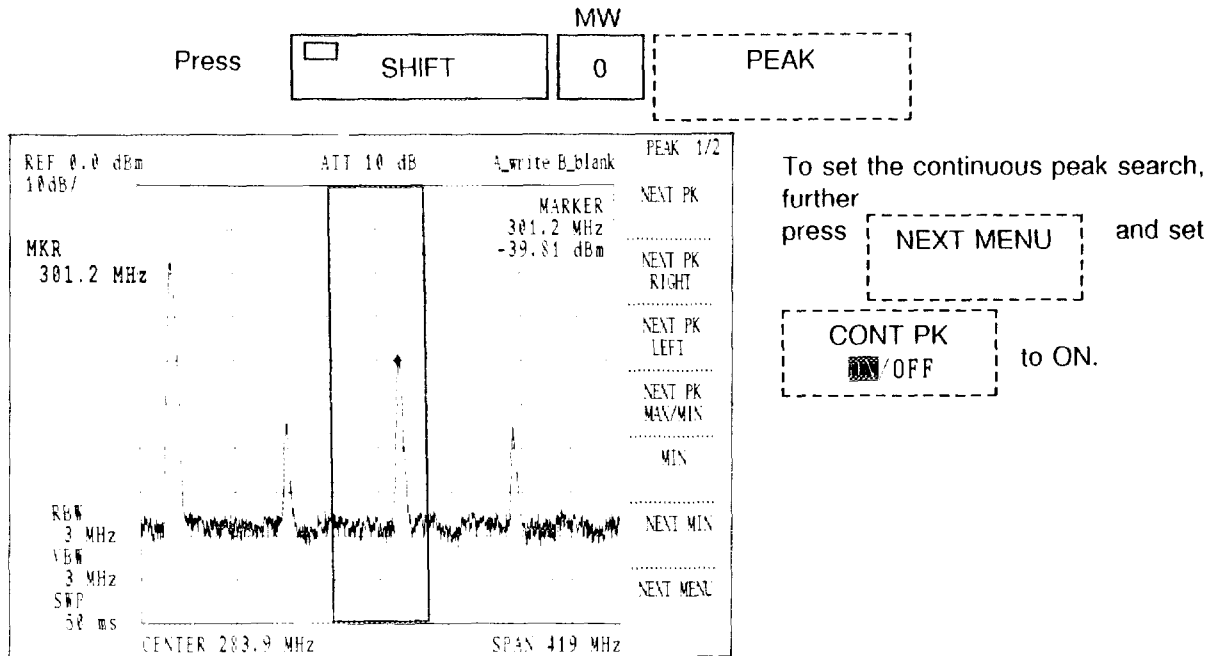 MW
Press SHIFT 0 PEAK
REF 0.0 dBm ATT 10 dB A_write B_blank PEAK 1/2
10dB/
NEXT PK
MARKER
301.2 MHz
-39.81 dBm
MKR
301.2 MHz
NEXT PK
RIGHT
NEXT PK
LEFT
NEXT PK
MAX/MIN
MIN
RBW
3 MHz
NEXT MIN
VBW
3 MHz
NEXT MENU
SWP
50 ms
CENTER 283.9 MHz SPAN 419 MHz
To set the continuous peak search,
further
press NEXT MENU and set
CONT PK
ON/OFF to ON.